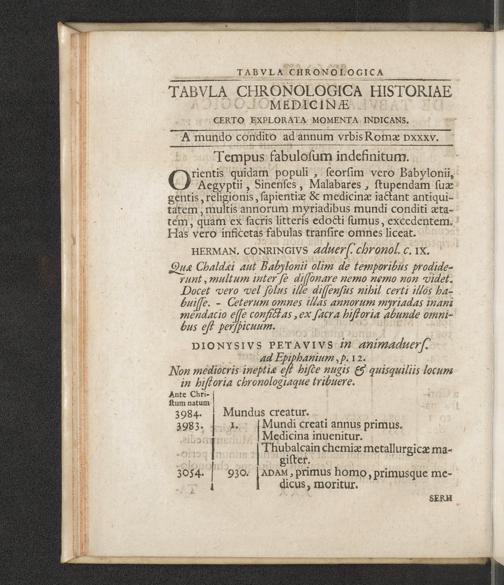 TABVLA CHRONOLOGICA
TABVLA CHRONOLOGICA HISTORIAE
MEDICINÆ
CERTO EXPLORATA MOMENTA INDICANS.
A mundo condito ad annum vrbis Romæ DXXXV.
Tempus fabuloſum indefinitum.
Orientis quidam populi, ſeorſim vero Babylonii,
Aegyptii, Sinenſes, Malabares, ſtupendam ſuæ
gentis, religionis, ſapientiæ & medicinæ iactant antiqui-
tatem, multis annorum myriadibus mundi conditi æta-
tem, quam ex ſacris litteris edocti ſumus, excedentem.
Has vero inficetas fabulas tranſire omnes liceat.
HERMAN. CONRINGIVS aduerſ. chronol. c. IX.
Quæ Chaldæi aut Babylonii olim de temporibus prodide-
runt, multum inter ſe diſſonare nemo nemo non videt.
Docet vero vel ſolus ille diſſenſus nihil certi illos ha-
buiſſe. - Ceterum omnes illas annorum myriadas inani
mendacio eſſe confictas, ex ſacra hiſtoria abunde omni-
bus eſt perſpicuum.
DIONYSIVS PETAVIVS in animaduerſ.
ad Epiphanium, p. 12.
Non mediocris ineptiæ eſt hiſce nugis & quisquiliis locum
in hiſtoria chronologiaque tribuere.
Ante Chri-
ſtum natum
3984. Mundus creatur.
3983. 1. Mundi creati annus primus.
Medicina inuenitur.
Thubalcain chemiæ metallurgicæ ma-
giſter.
3054. 930. ADAM, primus homo, primusque me-
dicus, moritur.
SERH